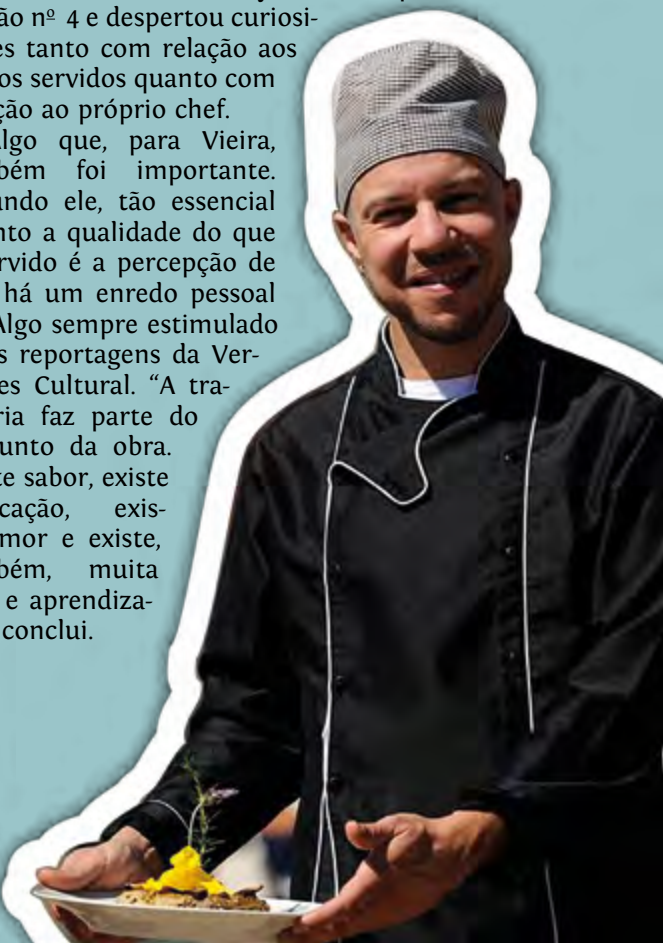 ão nº 4 e despertou curiosi-
es tanto com relação aos
os servidos quanto com
ção ao próprio chef.
lgo que, para Vieira,
bém foi importante.
undo ele, tão essencial
nto a qualidade do que
rvido é a percepção de
há um enredo pessoal
Algo sempre estimulado
s reportagens da Ver-
es Cultural. “A tra-
ria faz parte do
unto da obra.
te sabor, existe
cação, exis-
mor e existe,
bém, muita
e aprendiza-
conclui.